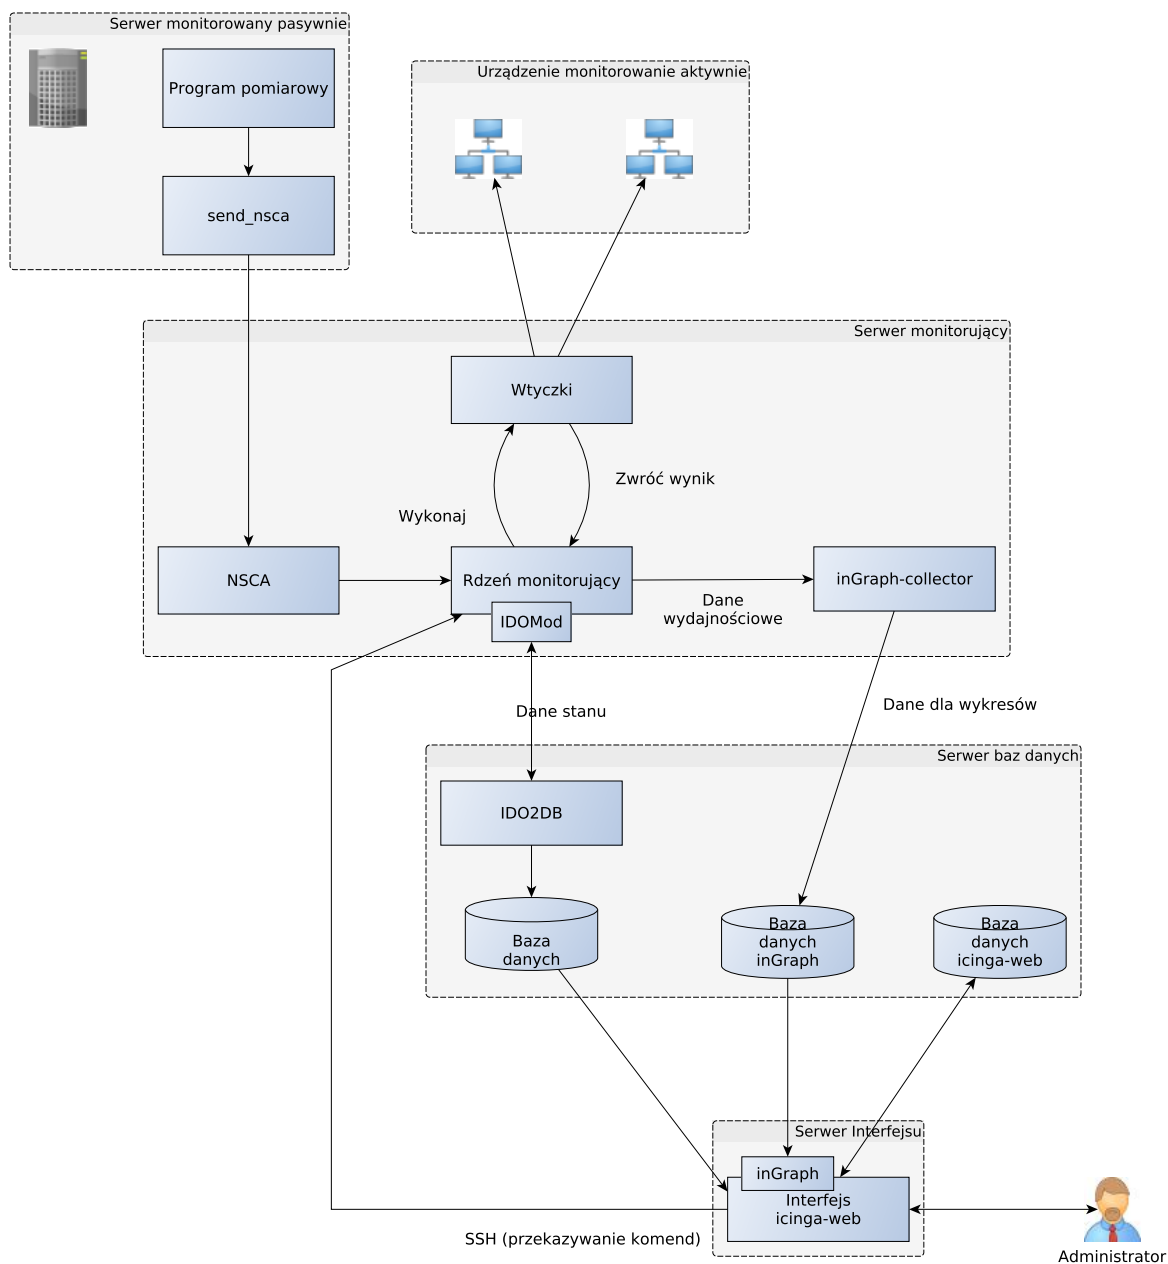 Serwer monitorowany pasywnie
Program pomiarowy
send_nsca
Urządzenie monitorowanie aktywnie
Serwer monitorujący
Wtyczki
Zwróć wynik
Wykonaj
NSCA
Rdzeń monitorujący
IDOMod
inGraph-collector
Dane
wydajnościowe
Dane stanu
Dane dla wykresów
Serwer baz danych
IDO2DB
Baza
danych
Baza
danych
inGraph
Baza
danych
icinga-web
Serwer Interfejsu
inGraph
Interfejs
icinga-web
SSH (przekazywanie komend)
Administrator